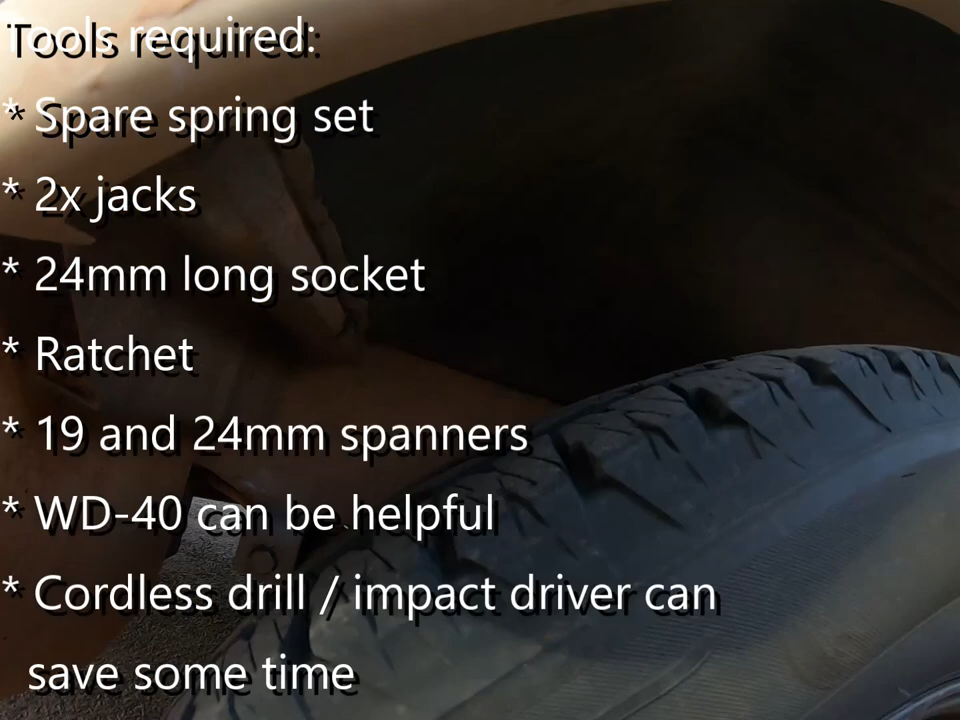 Tools required:
* Spare spring set
* 2x jacks
* 24mm long socket
* Ratchet
* 19 and 24mm spanners
* WD-40 can be helpful
* Cordless drill / impact driver can
save some time